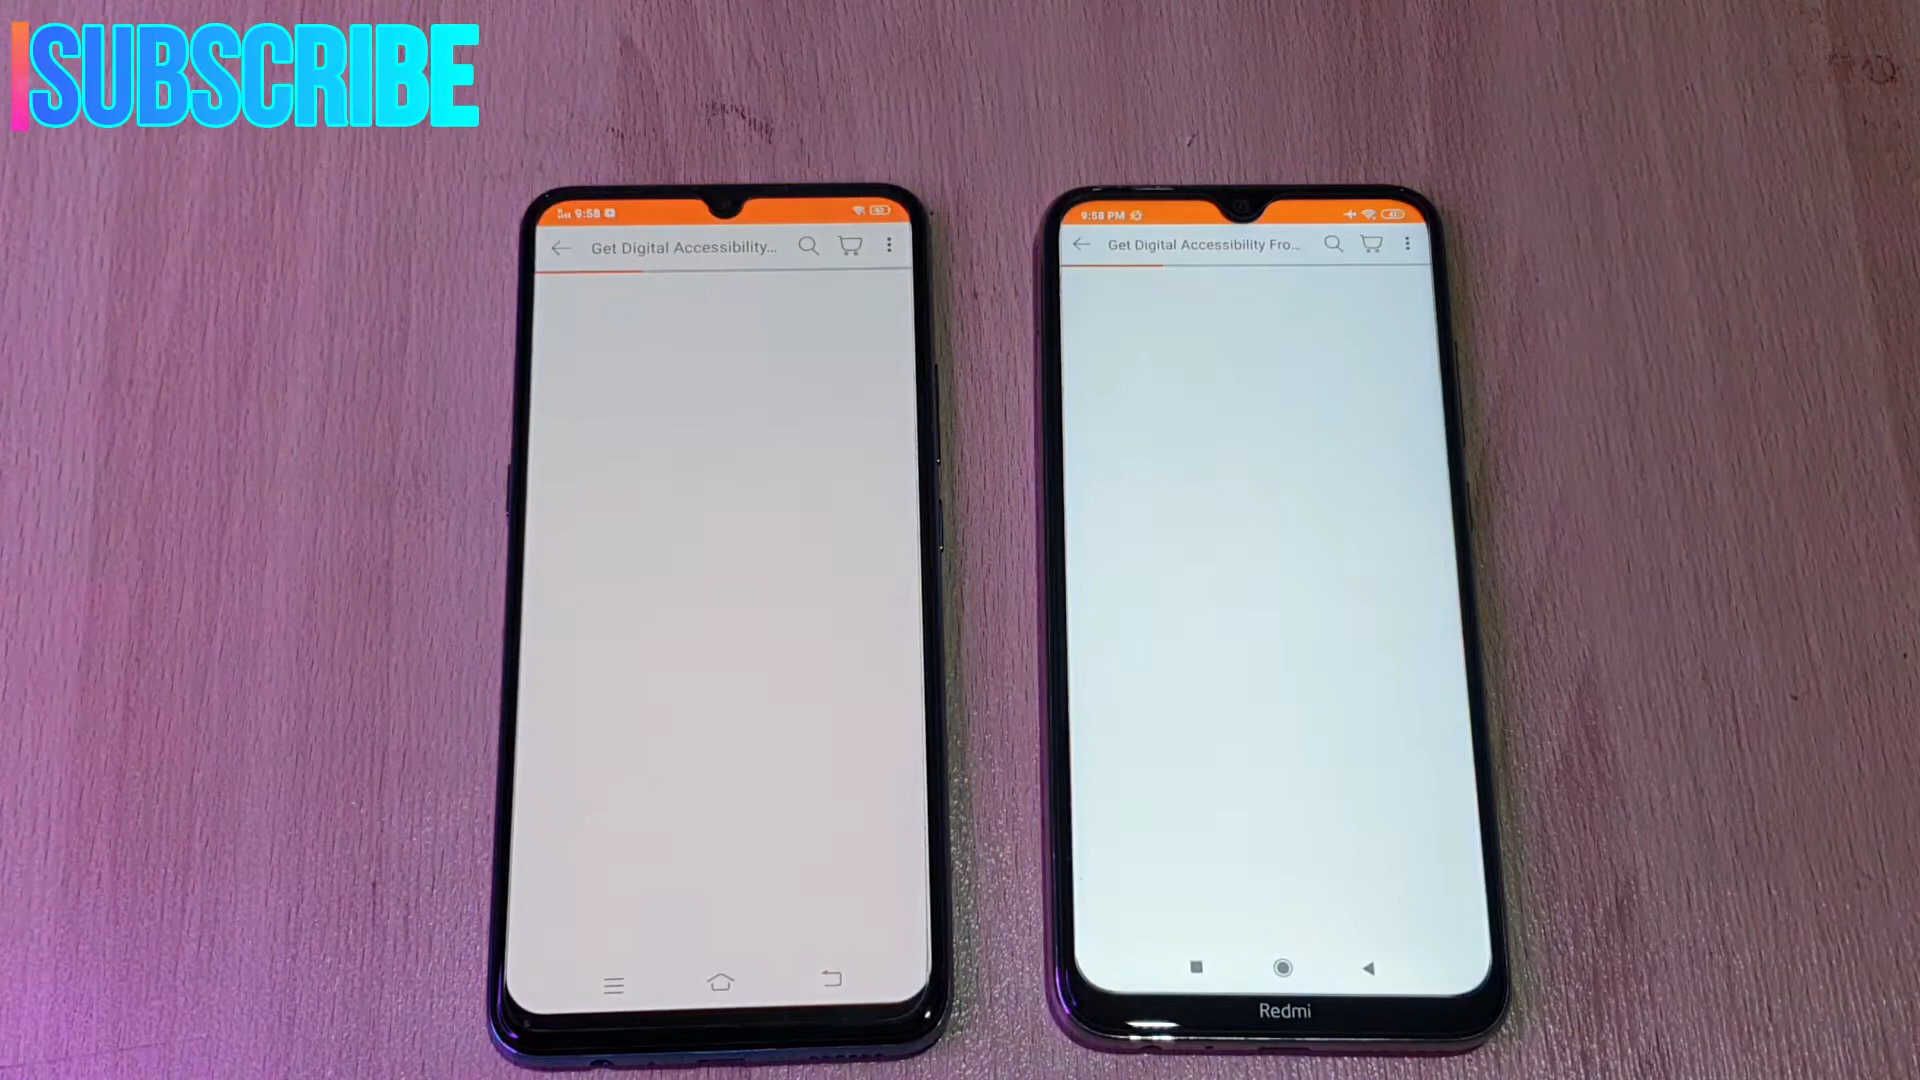 SUBSCRIBE
9:58
9:58 PM
Get Digital Accessibility...
Get Digital Accessibility Fro...
Redmi